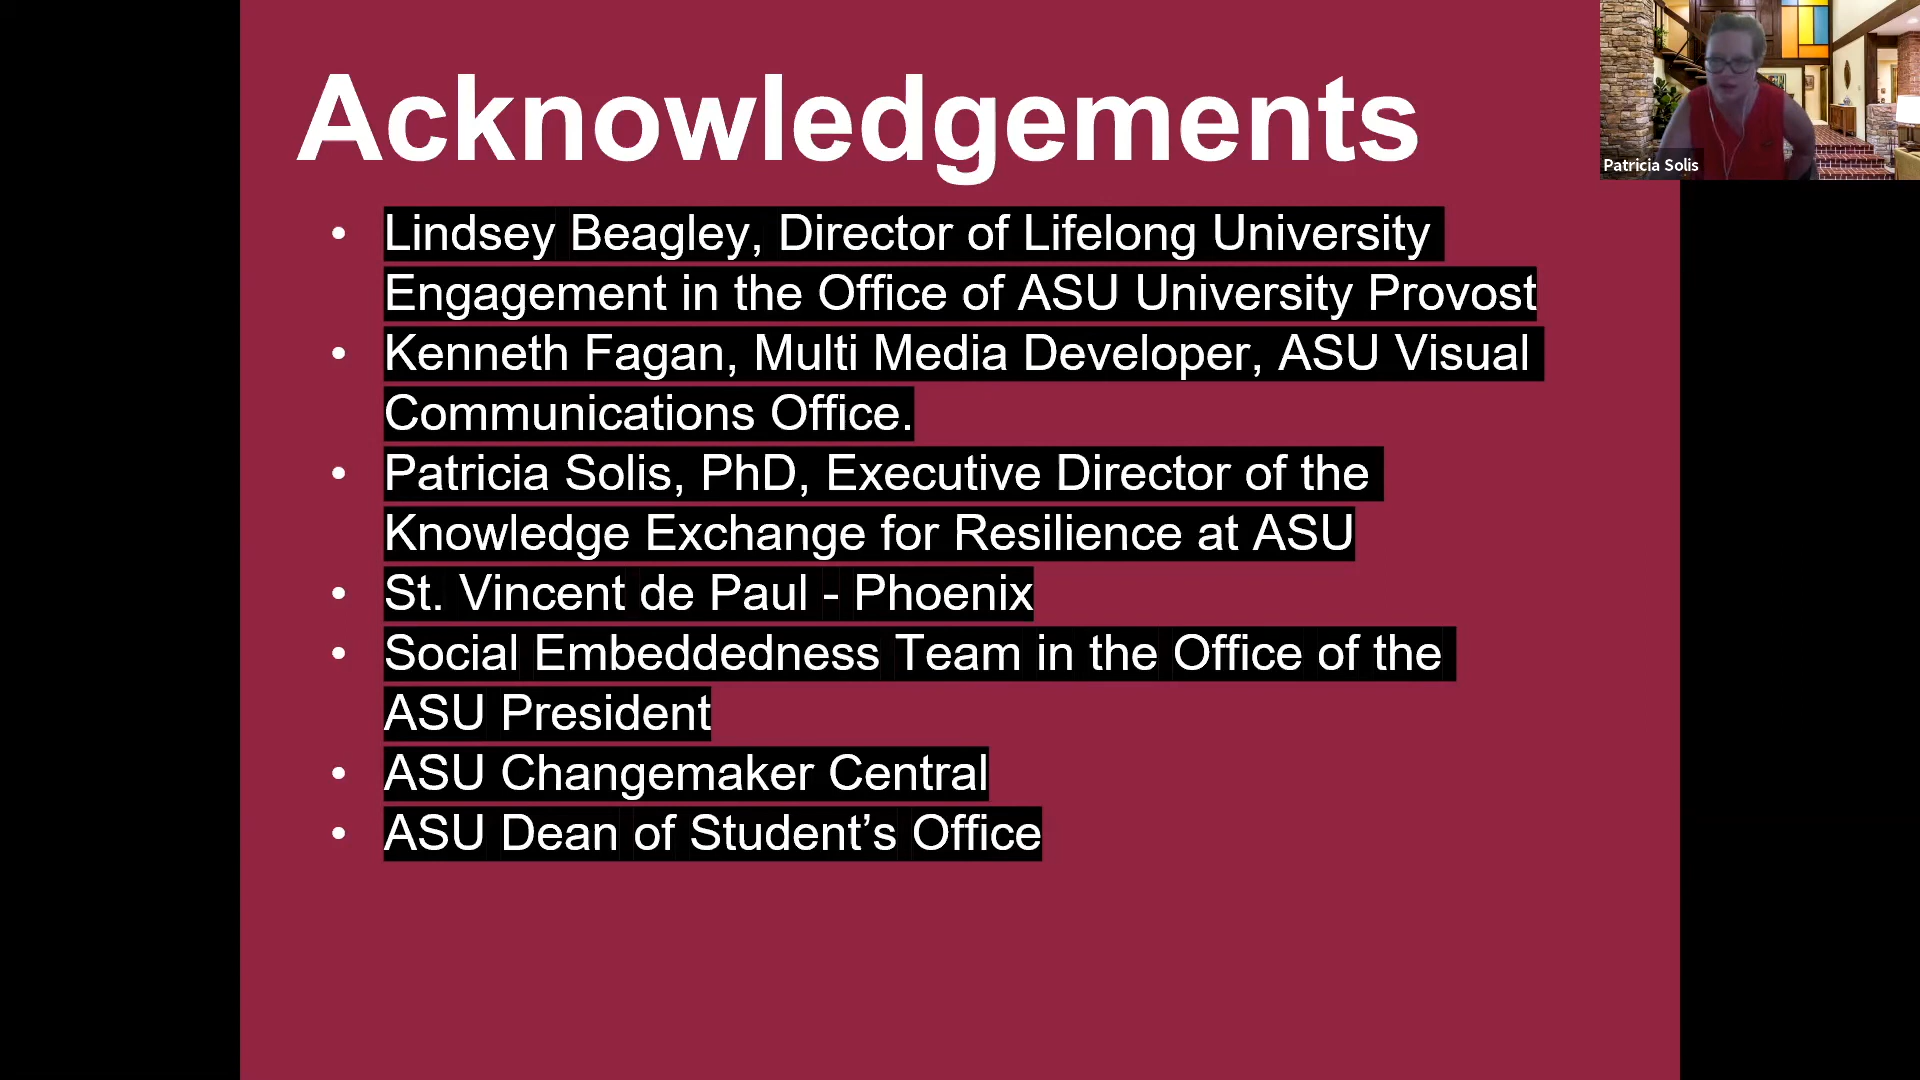 Acknowledgements
Patricia Solis
• Lindsey Beagley, Director of Lifelong University
Engagement in the Office of ASU University Provost
• Kenneth Fagan, Multi Media Developer, ASU Visual
Communications Office.
• Patricia Solis, PhD, Executive Director of the
Knowledge Exchange for Resilience at ASU
• St. Vincent de Paul - Phoenix
• Social Embeddedness Team in the Office of the
ASU President
• ASU Changemaker Central
• ASU Dean of Student’s Office